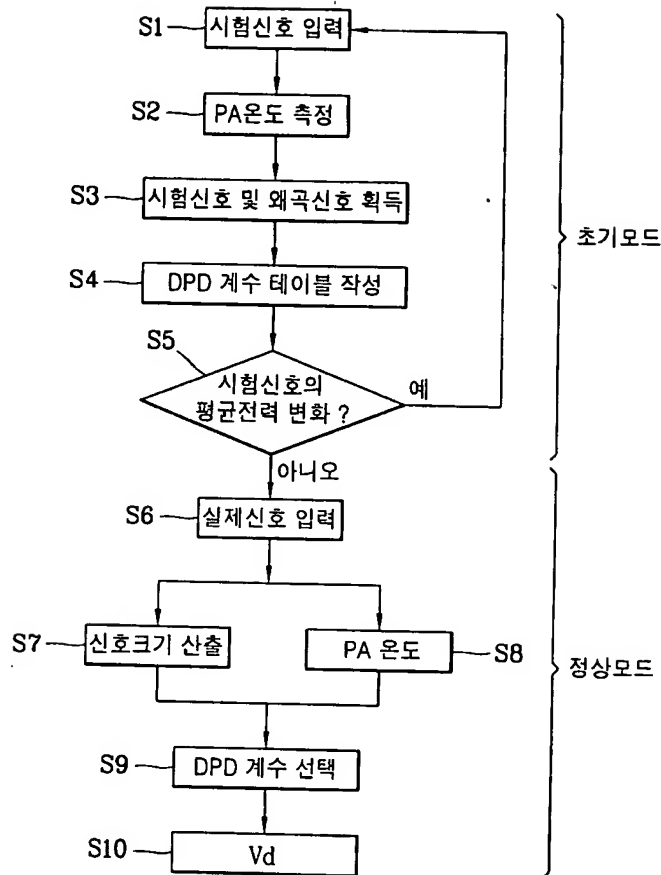 S1
시험신호 입력
S2
PA온도 측정
S3
시험신호 및 왜곡신호 획득
초기모드
S4
DPD 계수 테이블 작성
S5
시험신호의
평균전력 변화 ?
예
아니오
S6
실제신호 입력
S7
신호크기 산출
PA 온도
S8
정상모드
S9
DPD 계수 선택
S10
Vd